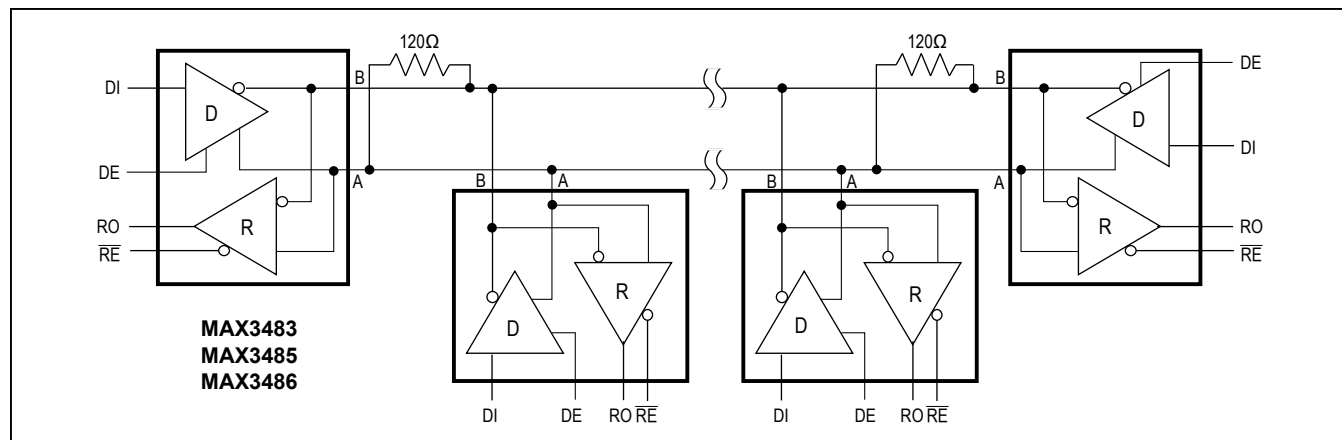 120Ω
120Ω
DI
B
D
DE
A
RO
R
RE
B
DE
D
DI
A
R
RO
RE
B
A
R
D
DI
DE
RO
RE
B
A
R
D
DI
DE
RO
RE
MAX3483
MAX3485
MAX3486